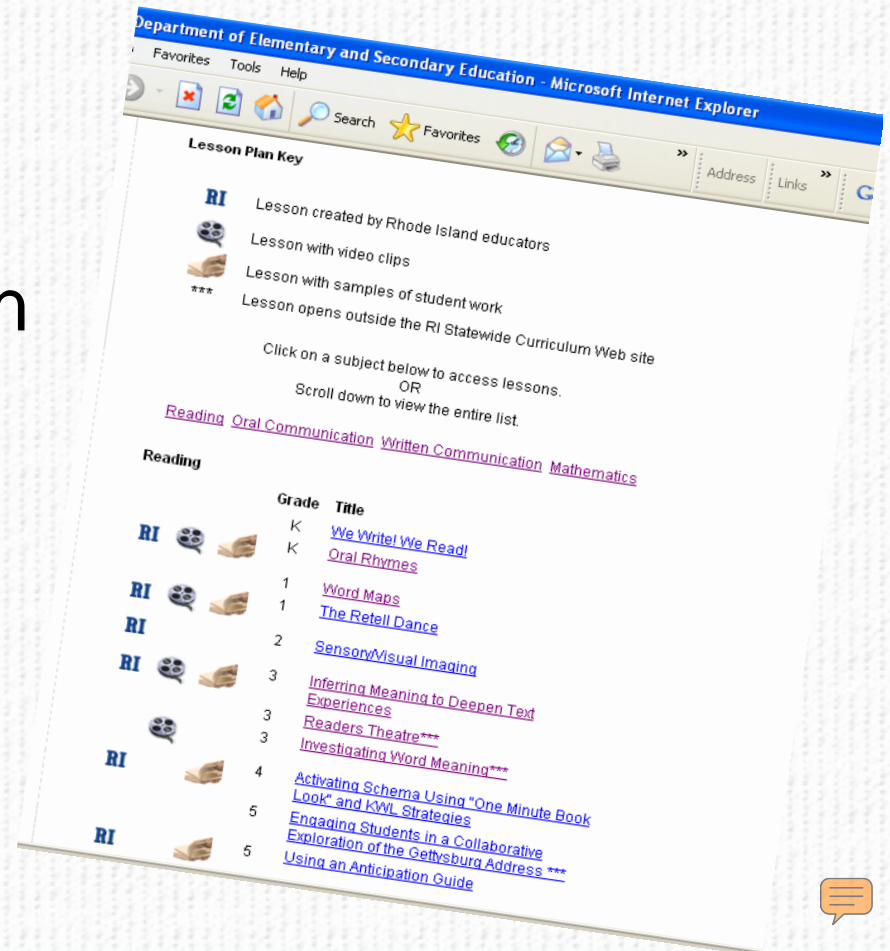 n
Department of Elementary and Secondary Education - Microsoft Internet Explorer
Favorites Tools Help
Search Favorites » Address Links » G
Lesson Plan Key
RI Lesson created by Rhode Island educators
Lesson with video clips
Lesson with samples of student work
*** Lesson opens outside the RI Statewide Curriculum Web site
Click on a subject below to access lessons.
OR
Scroll down to view the entire list.
Reading Oral Communication Written Communication Mathematics
Reading
Grade Title
K We Write! We Read!
RI K Oral Rhymes
1 Word Maps
RI 1 The Retell Dance
RI 2 Sensory/Visual Imaging
RI 3 Inferring Meaning to Deepen Text
Experiences
3 Readers Theatre***
3 Investigating Word Meaning***
RI 4 Activating Schema Using "One Minute Book
Look" and KWL Strategies
5 Engaging Students in a Collaborative
Exploration of the Gettysburg Address ***
RI 5 Using an Anticipation Guide